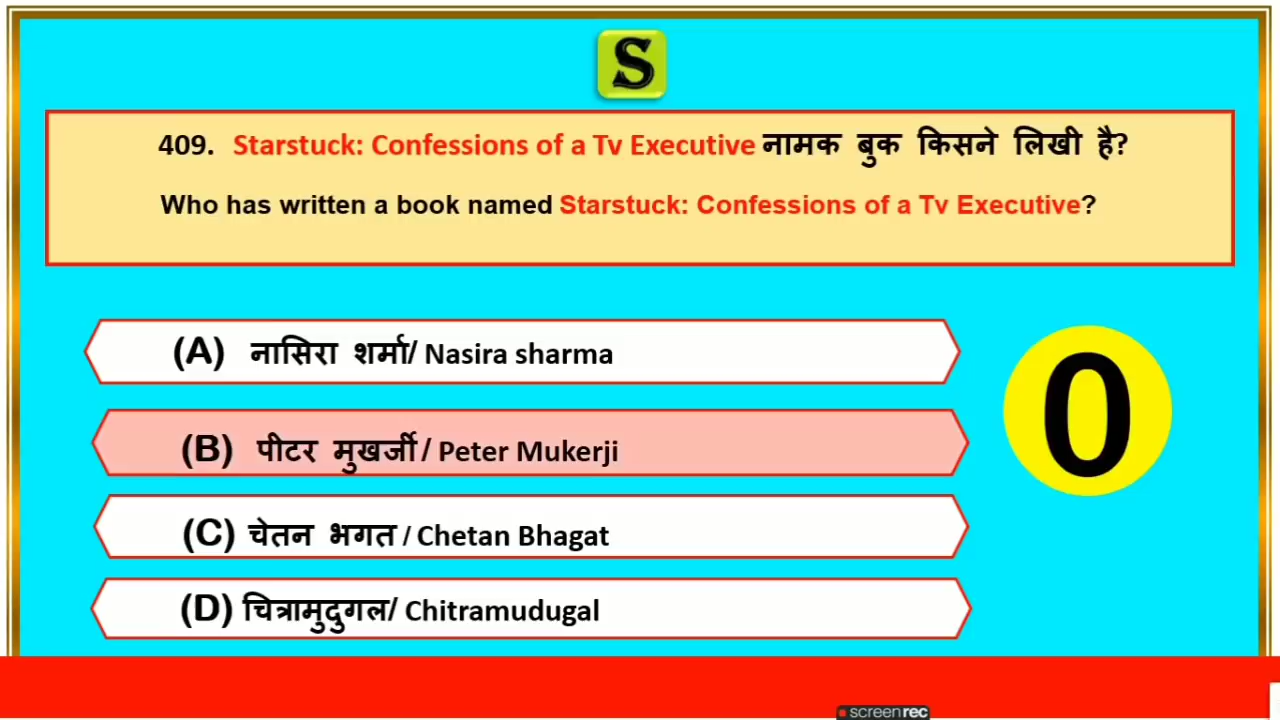 S
409. Starstuck: Confessions of a Tv Executive नामक बुक किसने लिखी है?
Who has written a book named Starstuck: Confessions of a Tv Executive?
(A) नासिरा शर्मा/ Nasira sharma
0
(B) पीटर मुखर्जी/ Peter Mukerji
(C) चेतन भगत / Chetan Bhagat
(D) चित्रामुदुगल/ Chitramudugal
screenrec